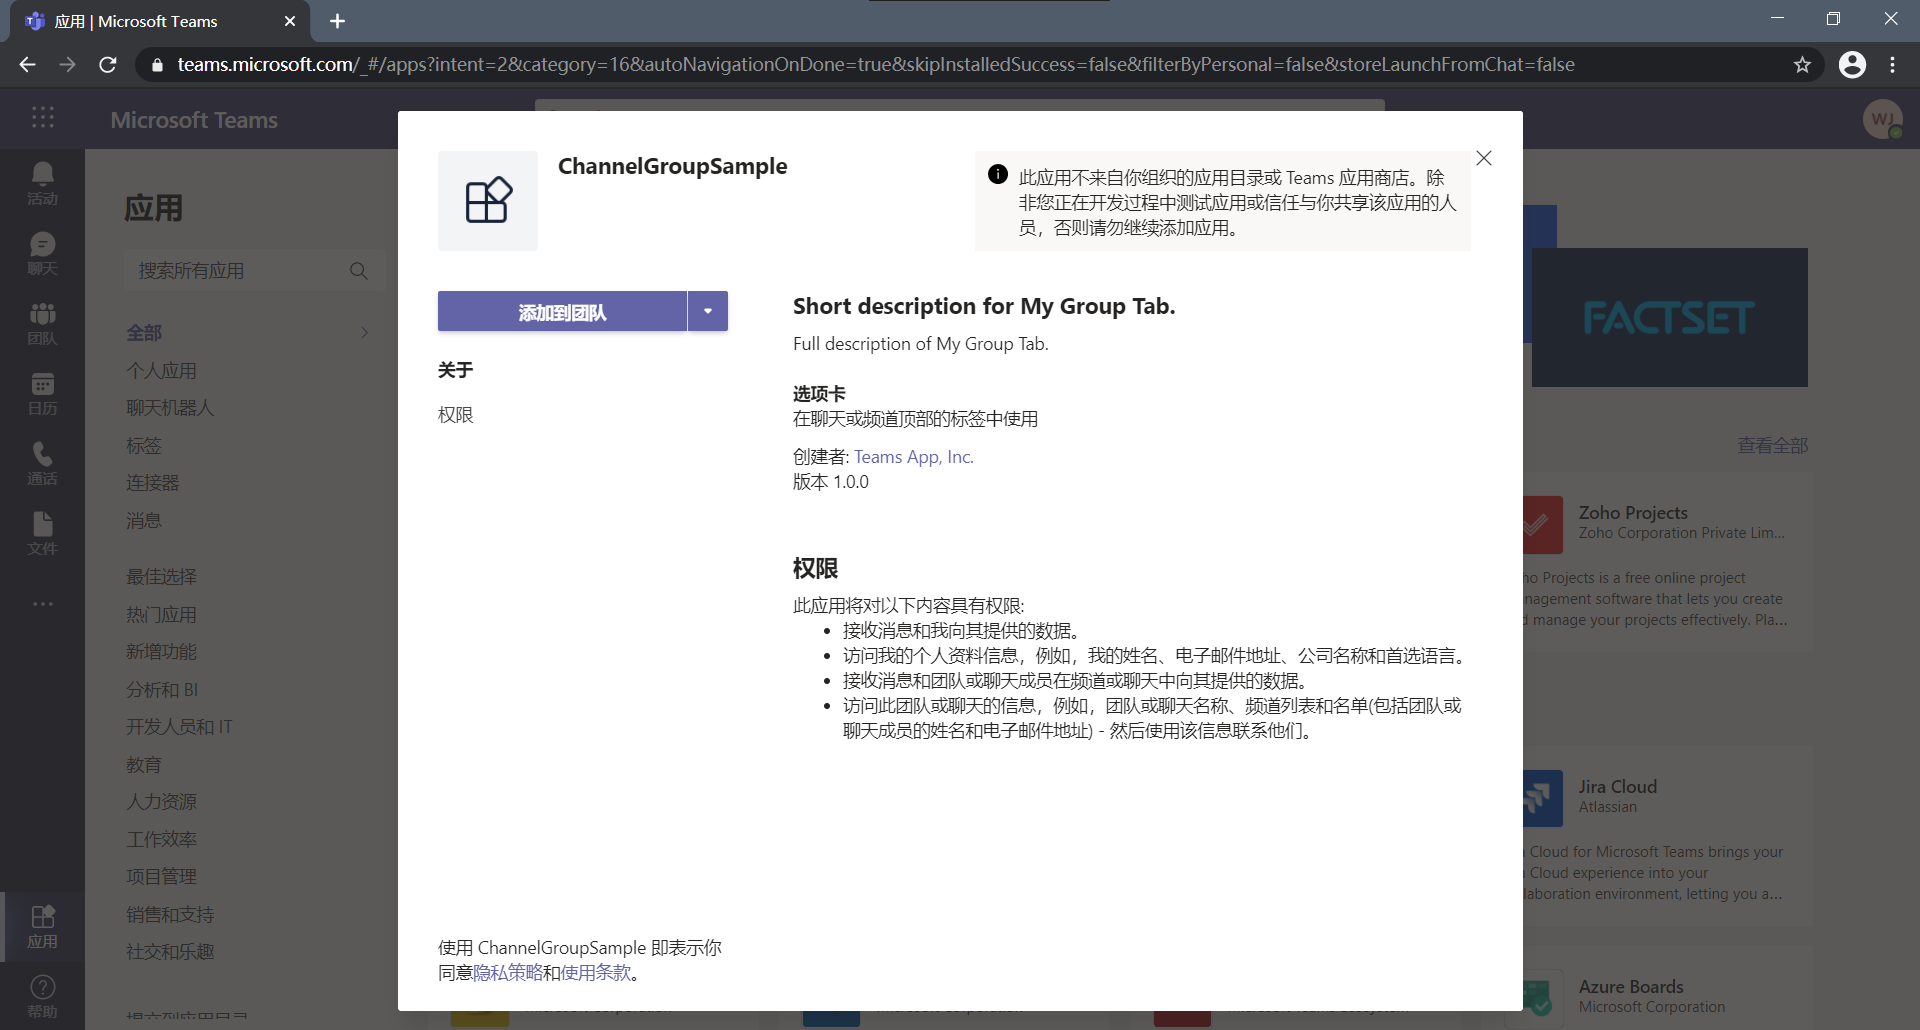 应用 | Microsoft Teams
teams.microsoft.com/_#/apps?intent=2&category=16&autoNavigationOnDone=true&skipInstalledSuccess=false&filterByPersonal=false&storeLaunchFromChat=false
Microsoft Teams
WJ
活动
聊天
团队
日历
通话
文件
应用
帮助
应用
搜索所有应用
全部
个人应用
聊天机器人
标签
连接器
消息
最佳选择
热门应用
新增功能
分析和 BI
开发人员和 IT
教育
人力资源
工作效率
项目管理
销售和支持
社交和乐趣
提交到应用目录
ChannelGroupSample
此应用不来自你组织的应用目录或 Teams 应用商店。除
非您正在开发过程中测试应用或信任与你共享该应用的人
员，否则请勿继续添加应用。
添加到团队
关于
权限
Short description for My Group Tab.
Full description of My Group Tab.
选项卡
在聊天或频道顶部的标签中使用
创建者: Teams App, Inc.
版本 1.0.0
权限
此应用将对以下内容具有权限:
• 接收消息和我向其提供的数据。
• 访问我的个人资料信息，例如，我的姓名、电子邮件地址、公司名称和首选语言。
• 接收消息和团队或聊天成员在频道或聊天中向其提供的数据。
• 访问此团队或聊天的信息，例如，团队或聊天名称、频道列表和名单(包括团队或
聊天成员的姓名和电子邮件地址) - 然后使用该信息联系他们。
使用 ChannelGroupSample 即表示你
同意隐私策略和使用条款。
FACTSET
查看全部
Zoho Projects
Zoho Corporation Private Lim...
ho Projects is a free online project
nagement software that lets you create
d manage your projects effectively. Pla...
Jira Cloud
Atlassian
Cloud for Microsoft Teams brings your
Cloud experience into your
laboration environment, letting you a...
Azure Boards
Microsoft Corporation